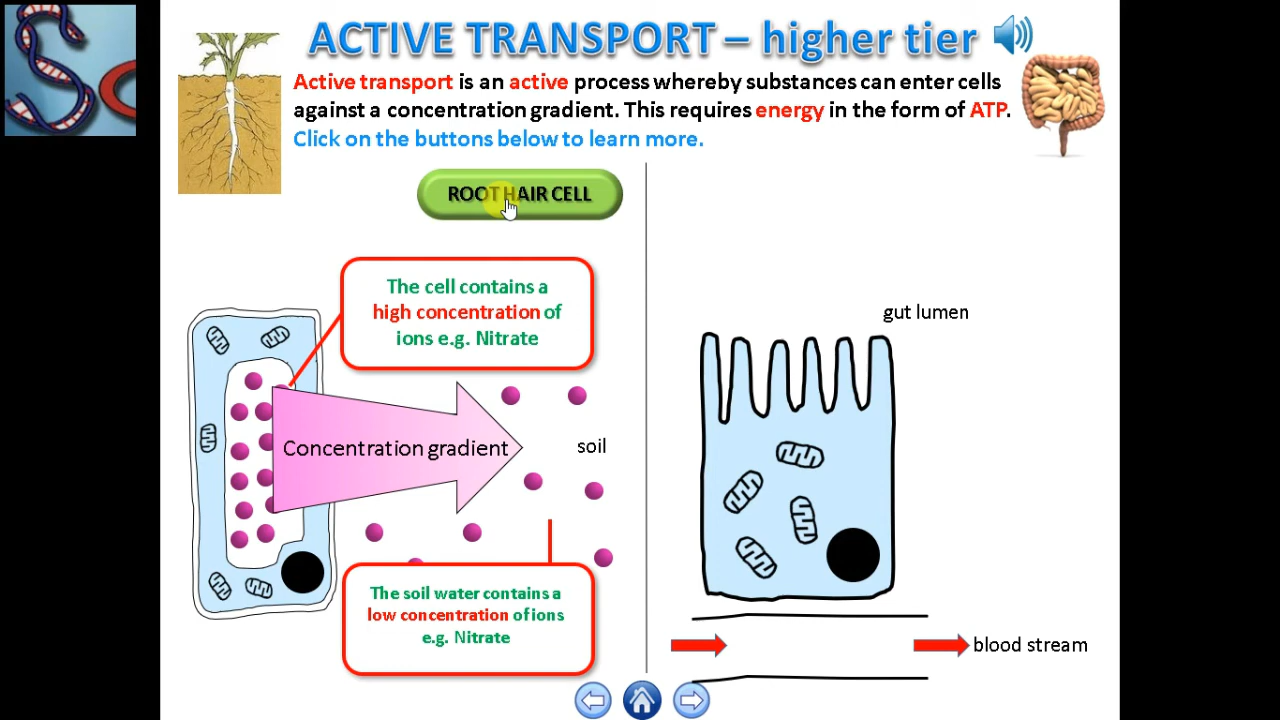 ACTIVE TRANSPORT – higher tier
Active transport is an active process whereby substances can enter cells
against a concentration gradient. This requires energy in the form of ATP.
Click on the buttons below to learn more.
ROOT HAIR CELL
The cell contains a
high concentration of
ions e.g. Nitrate
Concentration gradient
soil
The soil water contains a
low concentration of ions
e.g. Nitrate
gut lumen
blood stream